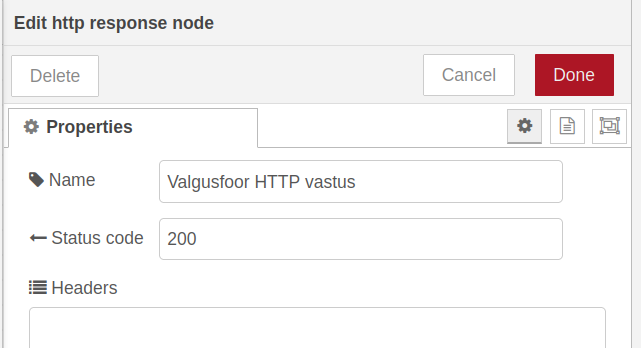 Edit http response node
Delete
Cancel
Done
Properties
Name
Valgusfoor HTTP vastus
Status code
200
Headers